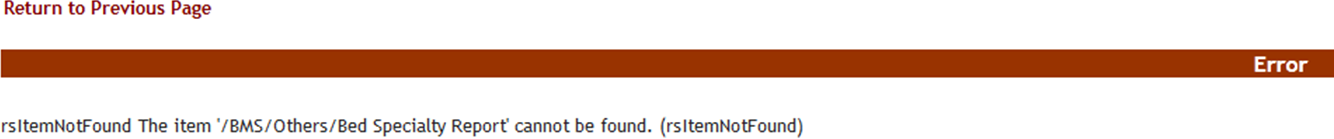 Return to Previous Page
Error
rsItemNotFound The item '/BMS/Others/Bed Specialty Report' cannot be found. (rsItemNotFound)